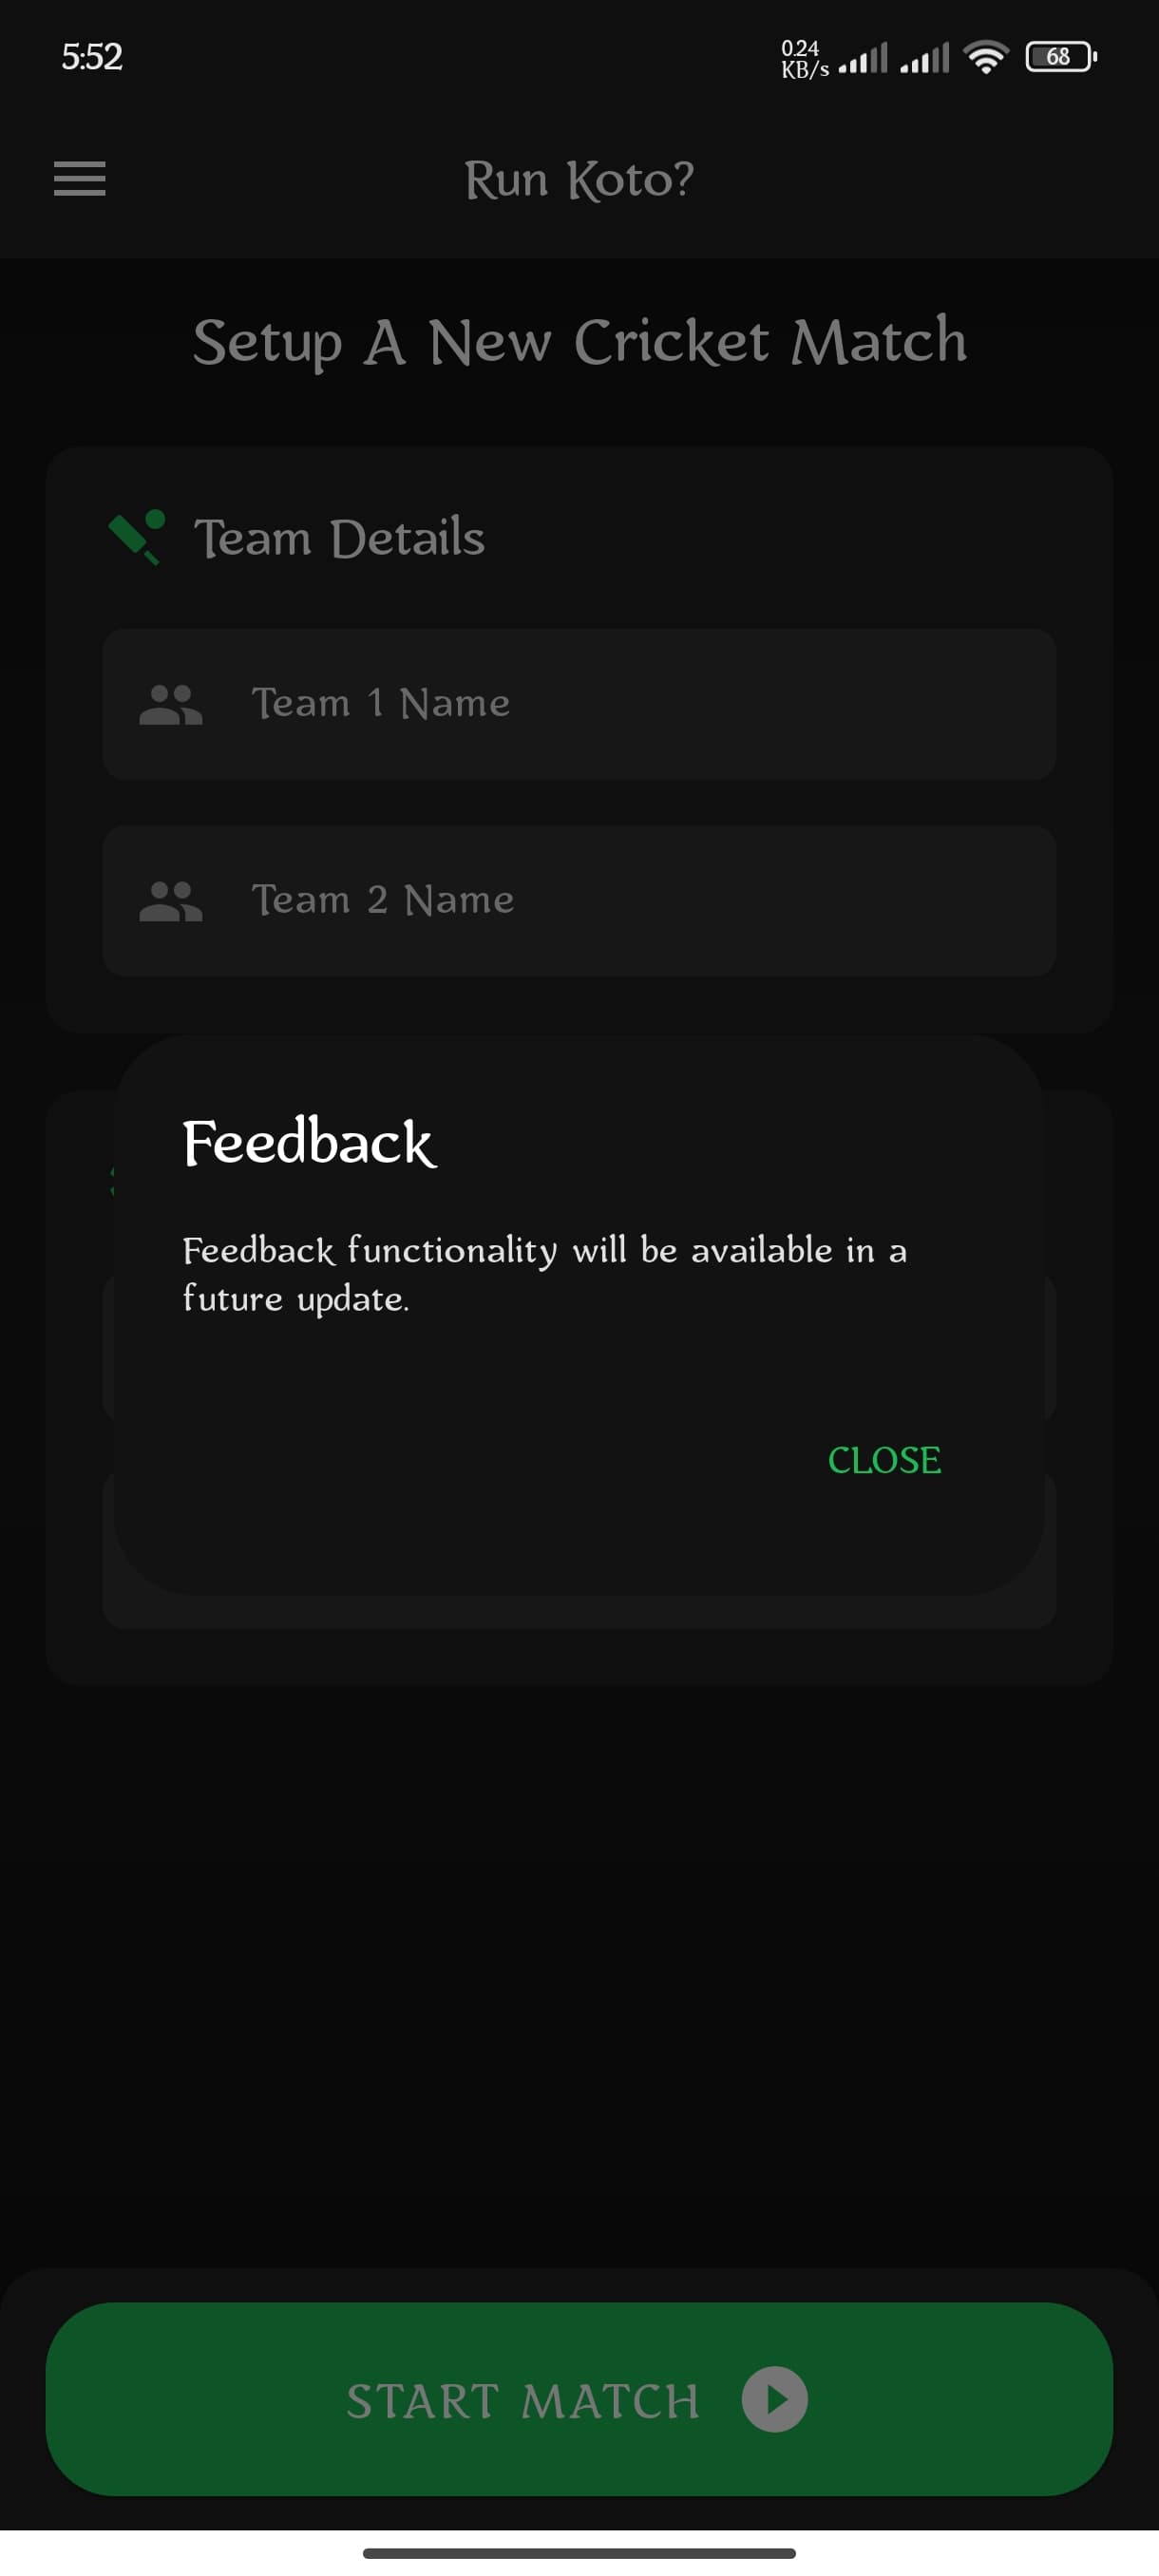 5:52
0.24
KB/s
68
Run Koto?
Setup A New Cricket Match
Team Details
Team 1 Name
Team 2 Name
Feedback
Feedback functionality will be available in a
future update.
CLOSE
START MATCH